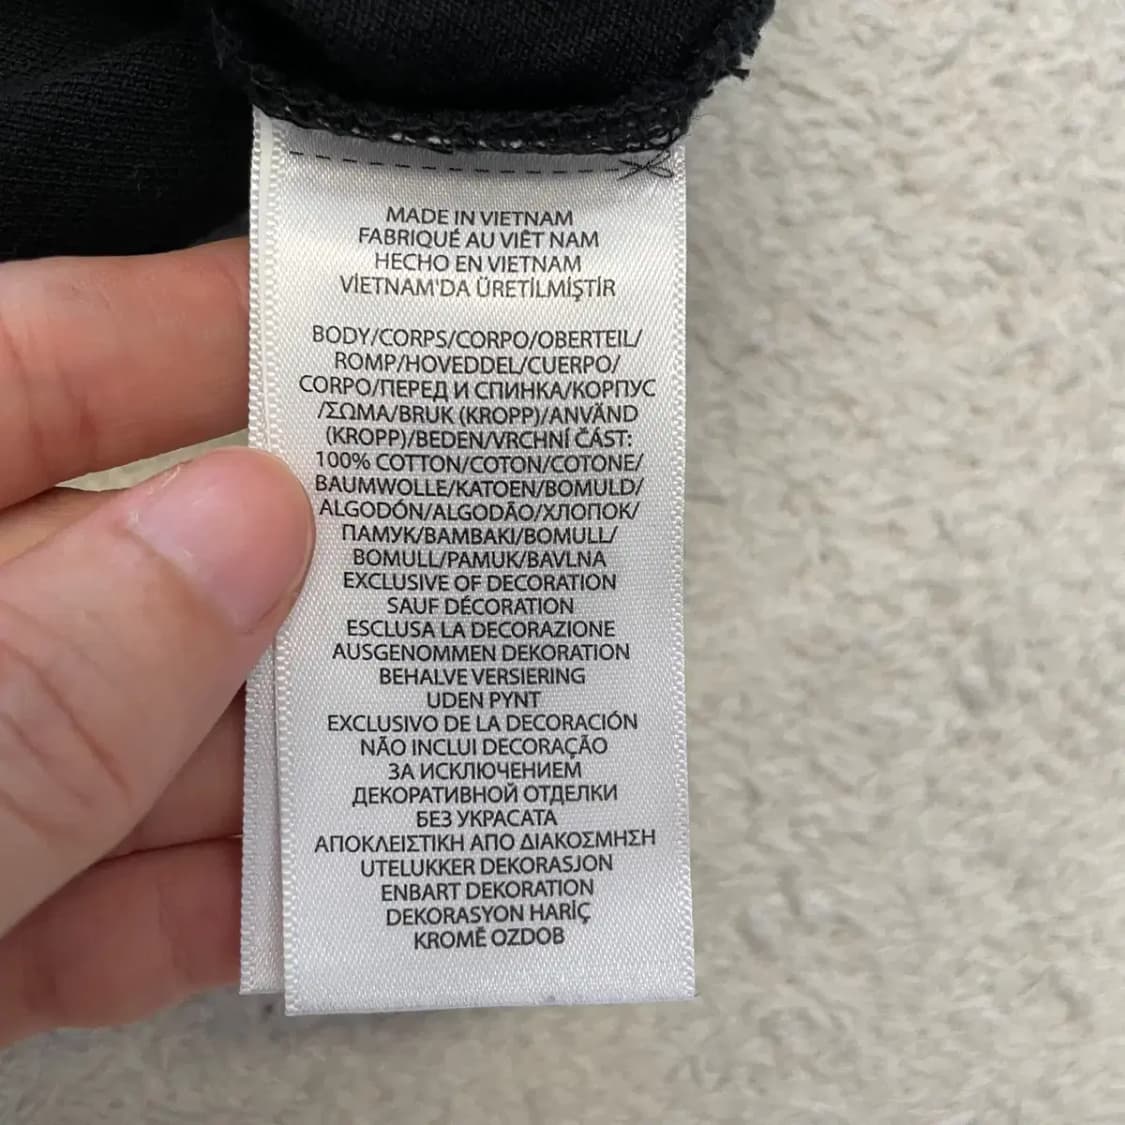 MADE IN VIETNAM
FABRIQUÉ AU VIÊT NAM
HECHO EN VIETNAM
VİETNAM'DA ÜRETİLMİŞTİR
BODY/CORPS/CORPO/OBERTEIL/
ROMP/HOVEDDEL/CUERPO/
CORPO/ПЕРЕД И СПИНКА/КОРПУС
/ΣΩΜΑ/BRUK (KROPP)/ANVÄND
(KROPP)/BEDEN/VRCHNÍ ČÁST:
100% COTTON/COTON/COTONE/
BAUMWOLLE/KATOEN/BOMULD/
ALGODÓN/ALGODÃO/ХЛОПОК/
ПАМУК/ΒΑΜΒΑΚΙ/BOMULL/
BOMULL/PAMUK/BAVLNA
EXCLUSIVE OF DECORATION
SAUF DÉCORATION
ESCLUSA LA DECORAZIONE
AUSGENOMMEN DEKORATION
BEHALVE VERSIERING
UDEN PYNT
EXCLUSIVO DE LA DECORACIÓN
NÃO INCLUI DECORAÇÃO
ЗА ИСКЛЮЧЕНИЕМ
ДЕКОРАТИВНОЙ ОТДЕЛКИ
БЕЗ УКРАСАТА
ΑΠΟΚΛΕΙΣΤΙΚΗ ΑΠΟ ΔΙΑΚΟΣΜΗΣΗ
UTELUKKER DEKORASJON
ENBART DEKORATION
DEKORASYON HARİÇ
KROMĚ OZDOB